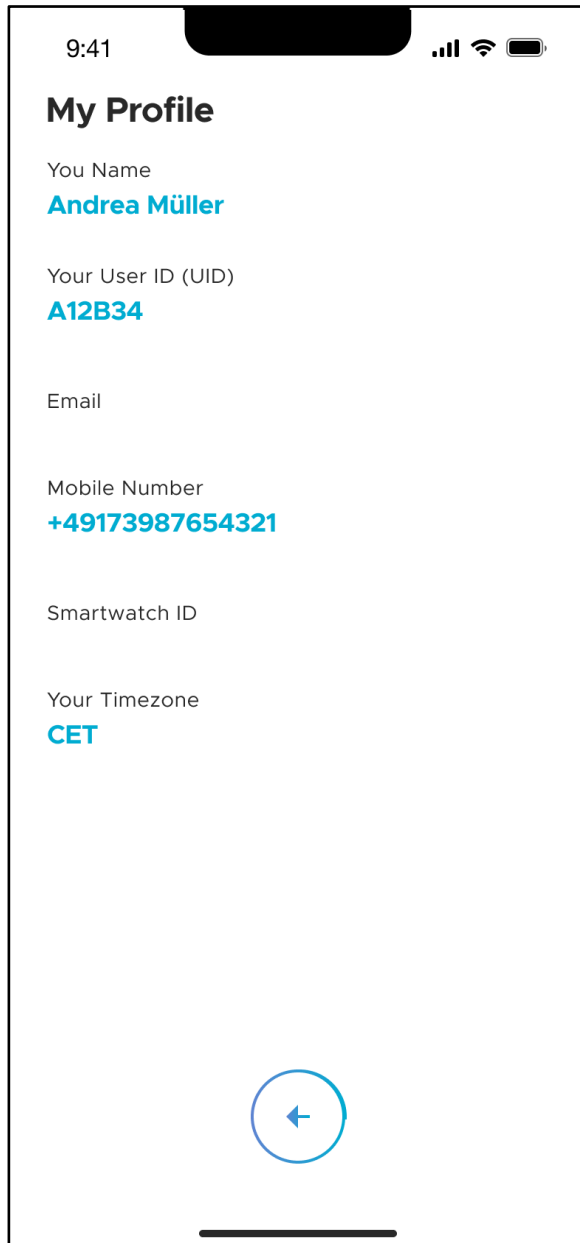 9:41
My Profile
You Name
Andrea Müller
Your User ID (UID)
A12B34
Email
Mobile Number
+49173987654321
Smartwatch ID
Your Timezone
CET